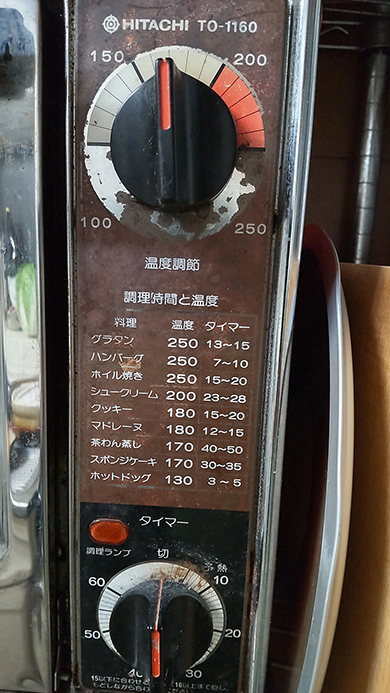 HITACHI TO-1160
150 200
100 250
温度調節
調理時間と温度
料理 温度 タイマー
グラタン 250 13~15
ハンバーグ 250 7~10
ホイル焼き 250 15~20
シュークリーム 200 23~28
クッキー 180 15~20
マドレーヌ 180 12~15
茶わん蒸し 170 40~50
スポンジケーキ 170 30~35
ホットドッグ 130 3~5
タイマー
調理ランプ 切 予熱
60 10
50 20
40 30